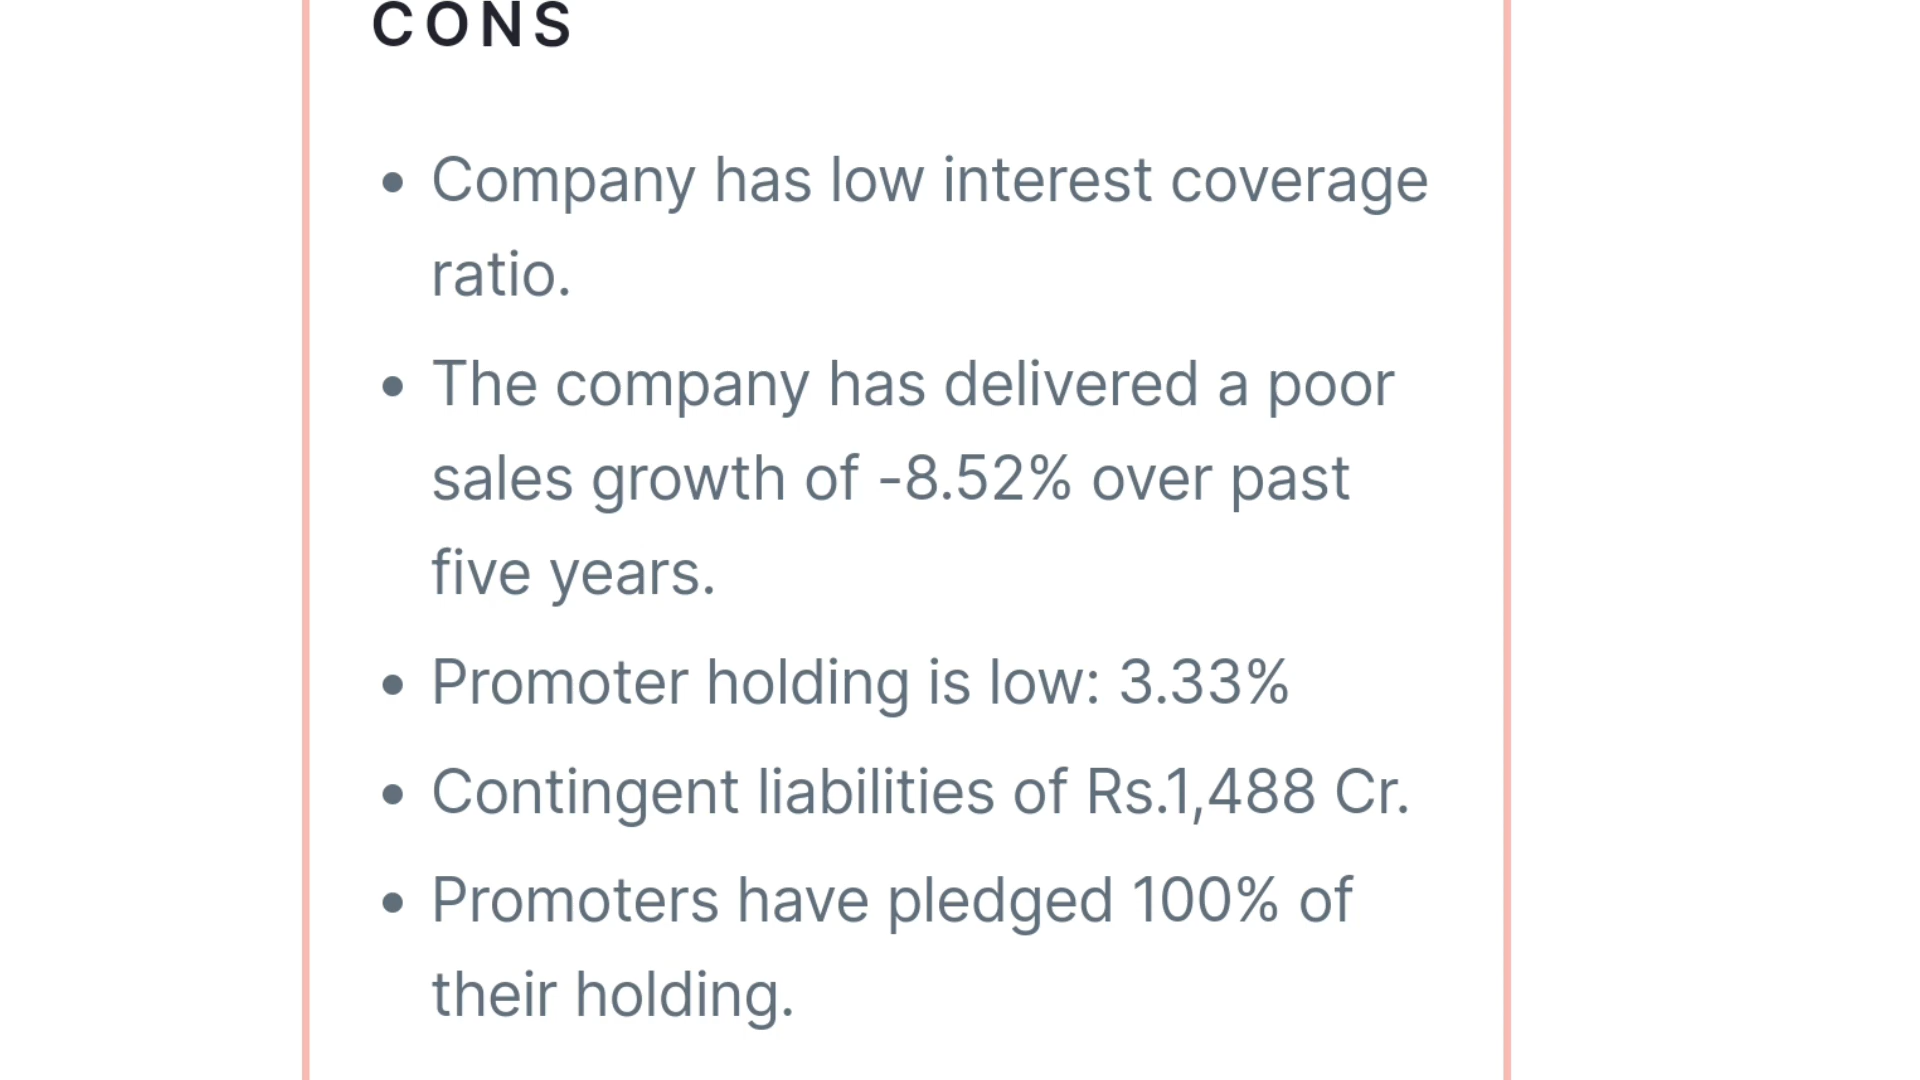 CONS
• Company has low interest coverage
ratio.
• The company has delivered a poor
sales growth of -8.52% over past
five years.
• Promoter holding is low: 3.33%
• Contingent liabilities of Rs.1,488 Cr.
• Promoters have pledged 100% of
their holding.